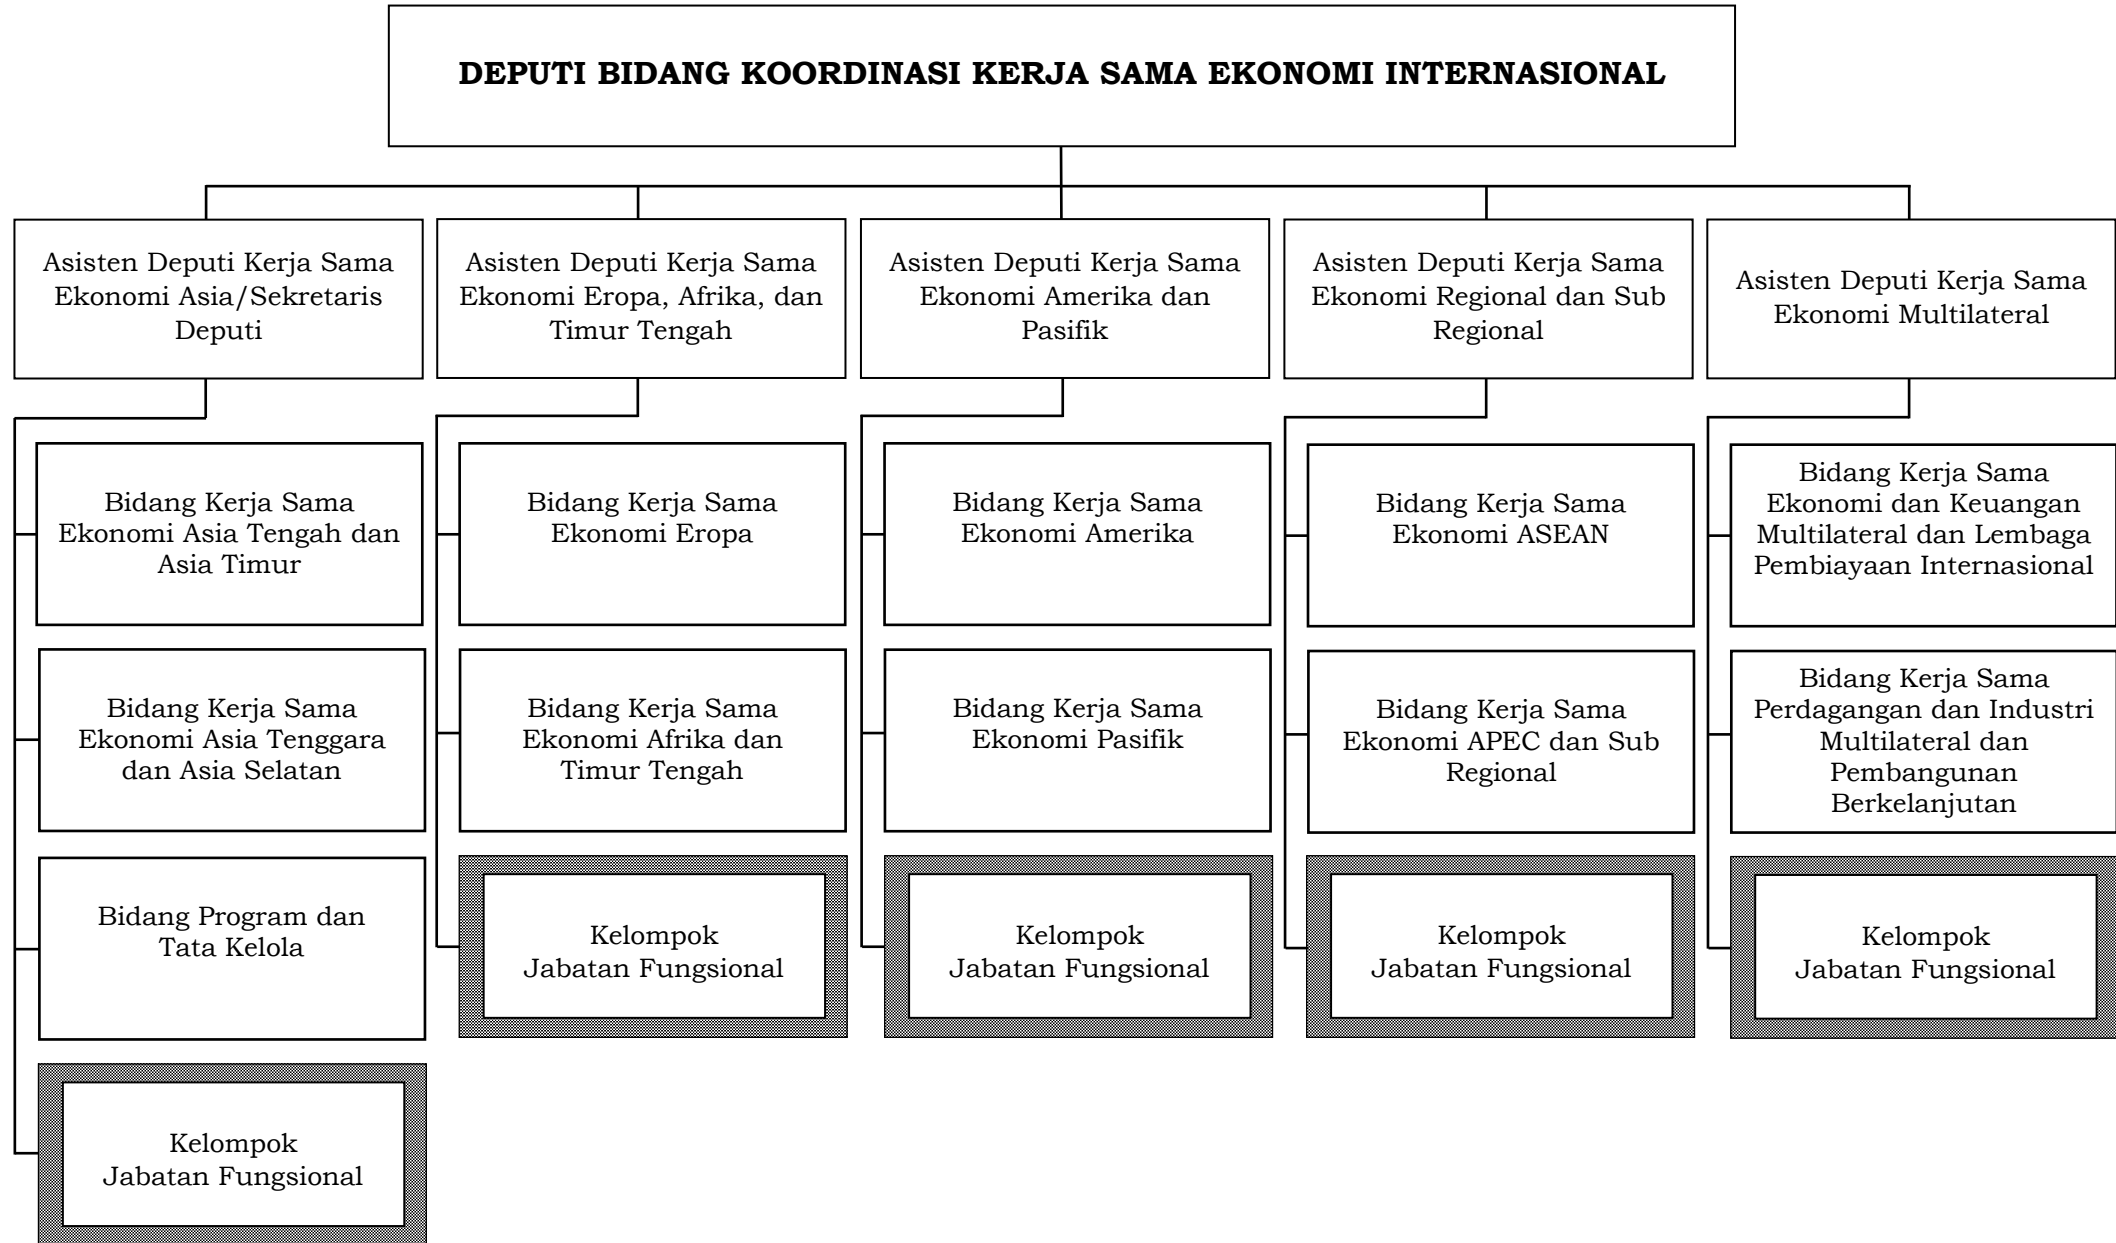 DEPUTI BIDANG KOORDINASI KERJA SAMA EKONOMI INTERNASIONAL
Asisten Deputi Kerja Sama
Ekonomi Asia/Sekretaris
Deputi
Asisten Deputi Kerja Sama
Ekonomi Eropa, Afrika, dan
Timur Tengah
Asisten Deputi Kerja Sama
Ekonomi Amerika dan
Pasifik
Asisten Deputi Kerja Sama
Ekonomi Regional dan Sub
Regional
Asisten Deputi Kerja Sama
Ekonomi Multilateral
Bidang Kerja Sama
Ekonomi Asia Tengah dan
Asia Timur
Bidang Kerja Sama
Ekonomi Eropa
Bidang Kerja Sama
Ekonomi Amerika
Bidang Kerja Sama
Ekonomi ASEAN
Bidang Kerja Sama
Ekonomi dan Keuangan
Multilateral dan Lembaga
Pembiayaan Internasional
Bidang Kerja Sama
Ekonomi Asia Tenggara
dan Asia Selatan
Bidang Kerja Sama
Ekonomi Afrika dan
Timur Tengah
Bidang Kerja Sama
Ekonomi Pasifik
Bidang Kerja Sama
Ekonomi APEC dan Sub
Regional
Bidang Kerja Sama
Perdagangan dan Industri
Multilateral dan
Pembangunan
Berkelanjutan
Bidang Program dan
Tata Kelola
Kelompok
Jabatan Fungsional
Kelompok
Jabatan Fungsional
Kelompok
Jabatan Fungsional
Kelompok
Jabatan Fungsional
Kelompok
Jabatan Fungsional